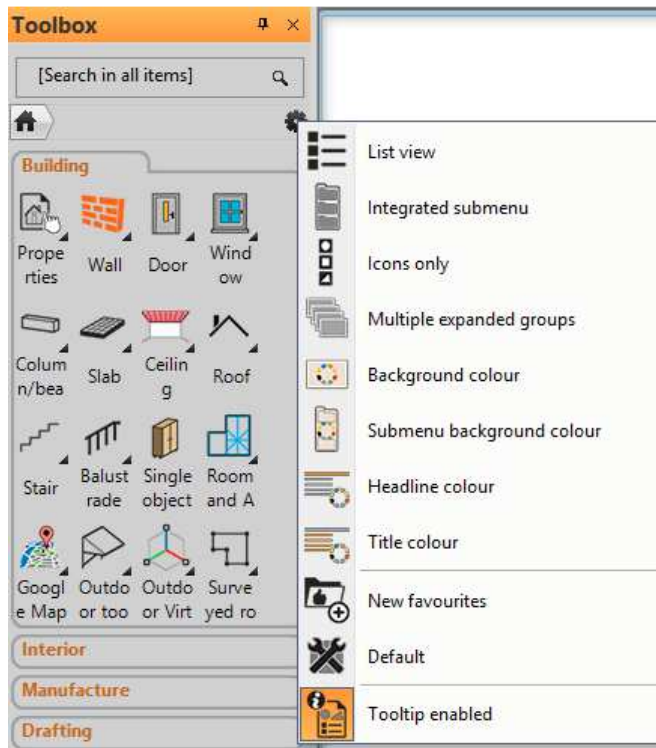 Toolbox
[Search in all items]
Building
Prope
rties
Wall
Door
Wind
ow
Colum
n/bea
Slab
Ceilin
g
Roof
Stair
Balust
rade
Single
object
Room
and A
Googl
e Map
Outdo
or too
Outdo
or Virt
Surve
yed ro
Interior
Manufacture
Drafting
List view
Integrated submenu
Icons only
Multiple expanded groups
Background colour
Submenu background colour
Headline colour
Title colour
New favourites
Default
Tooltip enabled